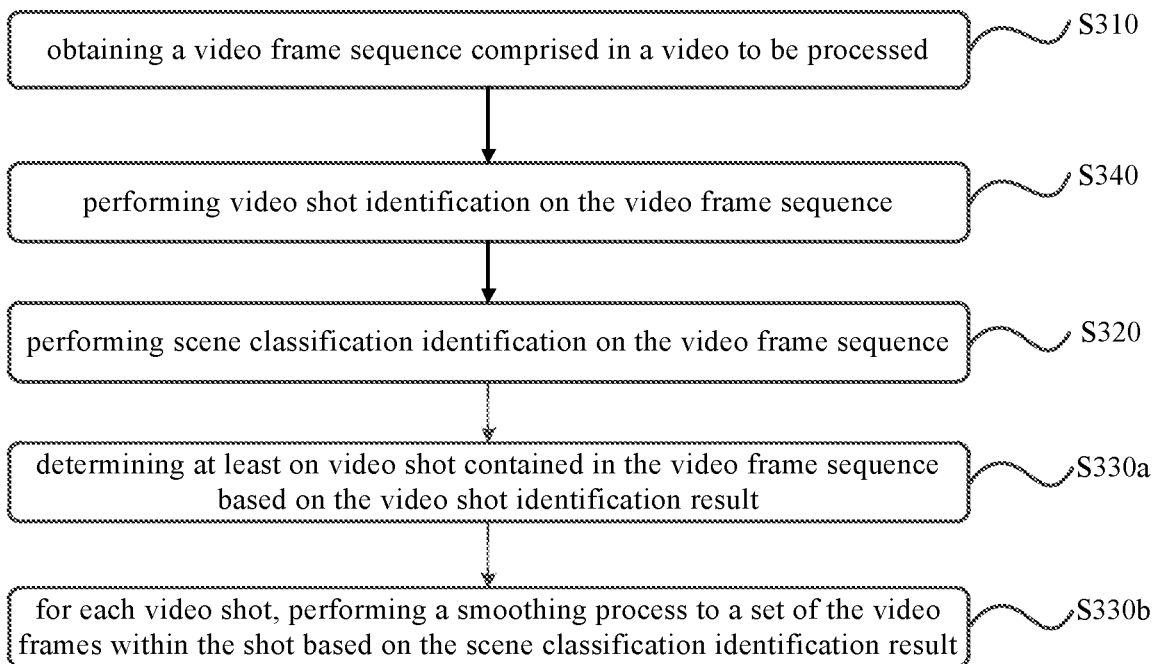 obtaining a video frame sequence comprised in a video to be processed
S310
performing video shot identification on the video frame sequence
S340
performing scene classification identification on the video frame sequence
S320
determining at least on video shot contained in the video frame sequence
based on the video shot identification result
S330a
for each video shot, performing a smoothing process to a set of the video
frames within the shot based on the scene classification identification result
S330b